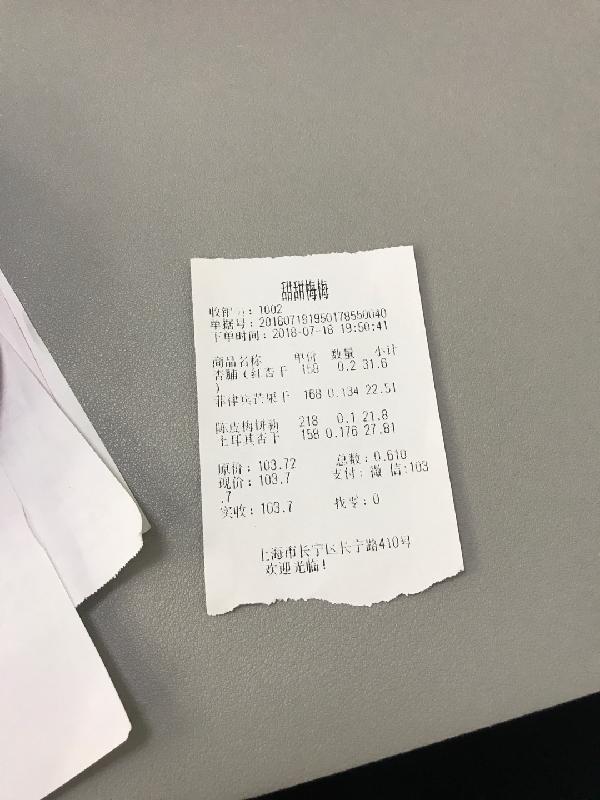 甜甜梅梅
收银员：1002
单据号：201807181950178550040
下单时间：2018-07-18 19:50:41
商品名称 单价 数量 小计
杏脯（红杏干 158 0.2 31.6
）
菲律宾芒果干 168 0.134 22.51
陈皮梅饼 218 0.1 21.8
土耳其杏干 158 0.176 27.81
原价：103.72 总数：0.610
现价：103.7 支付：微 信:103
.7
实收：103.7 找零：0
上海市长宁区长宁路410号
欢迎光临！